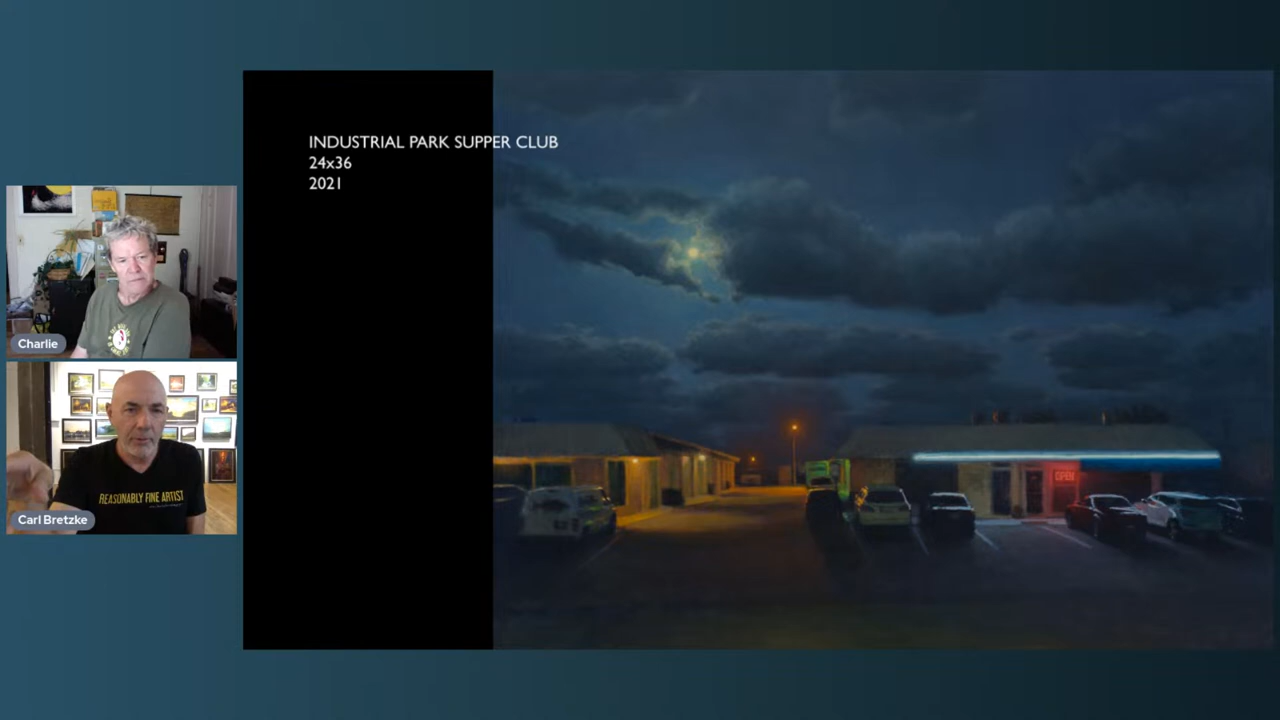 INDUSTRIAL PARK SUPPER CLUB
24x36
2021
Charlie
REASONABLY FINE ARTIST
Carl Bretzke
OPEN